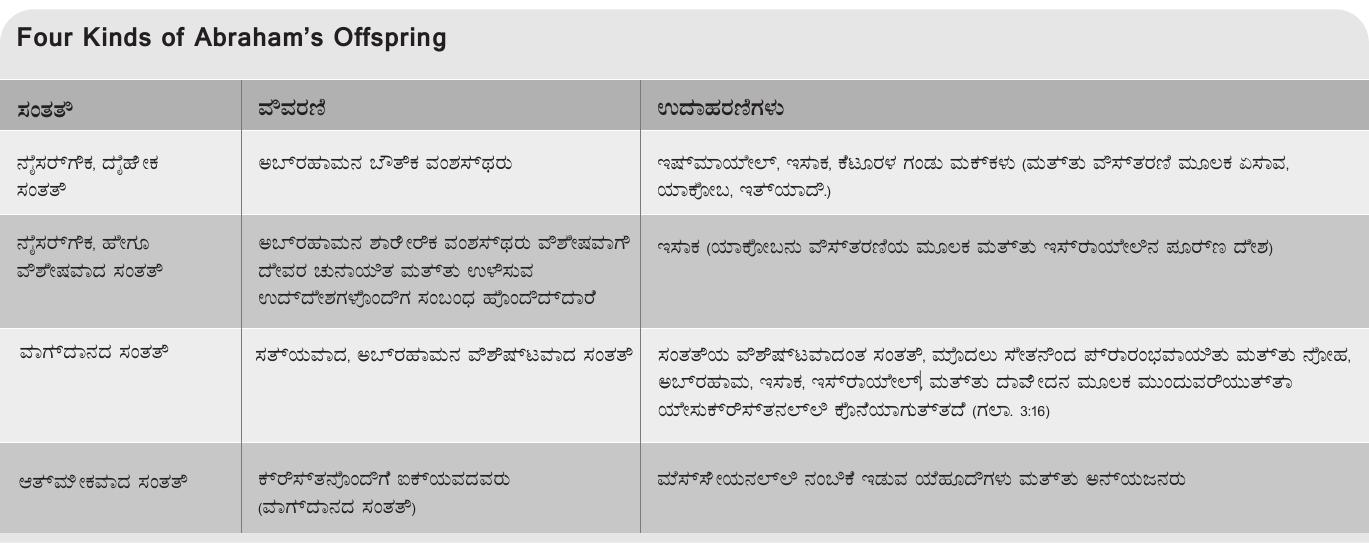 Four Kinds of Abraham's Offspring
ಸಂತತಿ
ವಿವರಣೆ
ಉದಾಹರಣೆಗಳು
ನೈಸರ್ಗಿಕ, ದೈಹಿಕ
ಸಂತತಿ
ಅಬ್ರಹಾಮನ ಬೌತಿಕ ವಂಶಸ್ಥರು
ಇಷ್ಮಾಯೇಲ್, ಇಸಾಕ, ಕೆಟೂರಳ ಗಂಡು ಮಕ್ಕಳು (ಮತ್ತು ವಿಸ್ತರಣೆ ಮೂಲಕ ಏಸಾವ,
ಯಾಕೋಬ, ಇತ್ಯಾದಿ.)
ನೈಸರ್ಗಿಕ, ಹೇಗೂ
ವಿಶೇಷವಾದ ಸಂತತಿ
ಅಬ್ರಹಾಮನ ಶಾರೀರಿಕ ವಂಶಸ್ಥರು ವಿಶೇಷವಾಗಿ
ದೇವರ ಚುನಾಯಿತ ಮತ್ತು ಉಳಿಸುವ
ಉದ್ದೇಶಗಳೊಂದಿಗ ಸಂಬಂಧ ಹೊಂದಿದ್ದಾರೆ
ಇಸಾಕ (ಯಾಕೋಬನು ವಿಸ್ತರಣೆಯ ಮೂಲಕ ಮತ್ತು ಇಸ್ರಾಯೇಲಿನ ಪೂರ್ಣ ದೇಶ)
ವಾಗ್ದಾನದ ಸಂತತಿ
ಸತ್ಯವಾದ, ಅಬ್ರಹಾಮನ ವಿಶಿಷ್ಟವಾದ ಸಂತತಿ
ಸಂತತಿಯ ವಿಶಿಷ್ಟವಾದಂತ ಸಂತತಿ, ಮೊದಲು ಸೇತನಿಂದ ಪ್ರಾರಂಭವಾಯಿತು ಮತ್ತು ನೋಹ,
ಅಬ್ರಹಾಮ, ಇಸಾಕ, ಇಸ್ರಾಯೇಲ್, ಮತ್ತು ದಾವೀದನ ಮೂಲಕ ಮುಂದುವರೆಯುತ್ತಾ
ಯೇಸುಕ್ರಿಸ್ತನಲ್ಲಿ ಕೊನೆಯಾಗುತ್ತದೆ (ಗಲಾ. 3:16)
ಆತ್ಮೀಕವಾದ ಸಂತತಿ
ಕ್ರಿಸ್ತನೊಂದಿಗೆ ಐಕ್ಯವದವರು
(ವಾಗ್ದಾನದ ಸಂತತಿ)
ಮೆಸ್ಸೀಯನಲ್ಲಿ ನಂಬಿಕೆ ಇಡುವ ಯೆಹೂದಿಗಳು ಮತ್ತು ಅನ್ಯಜನರು